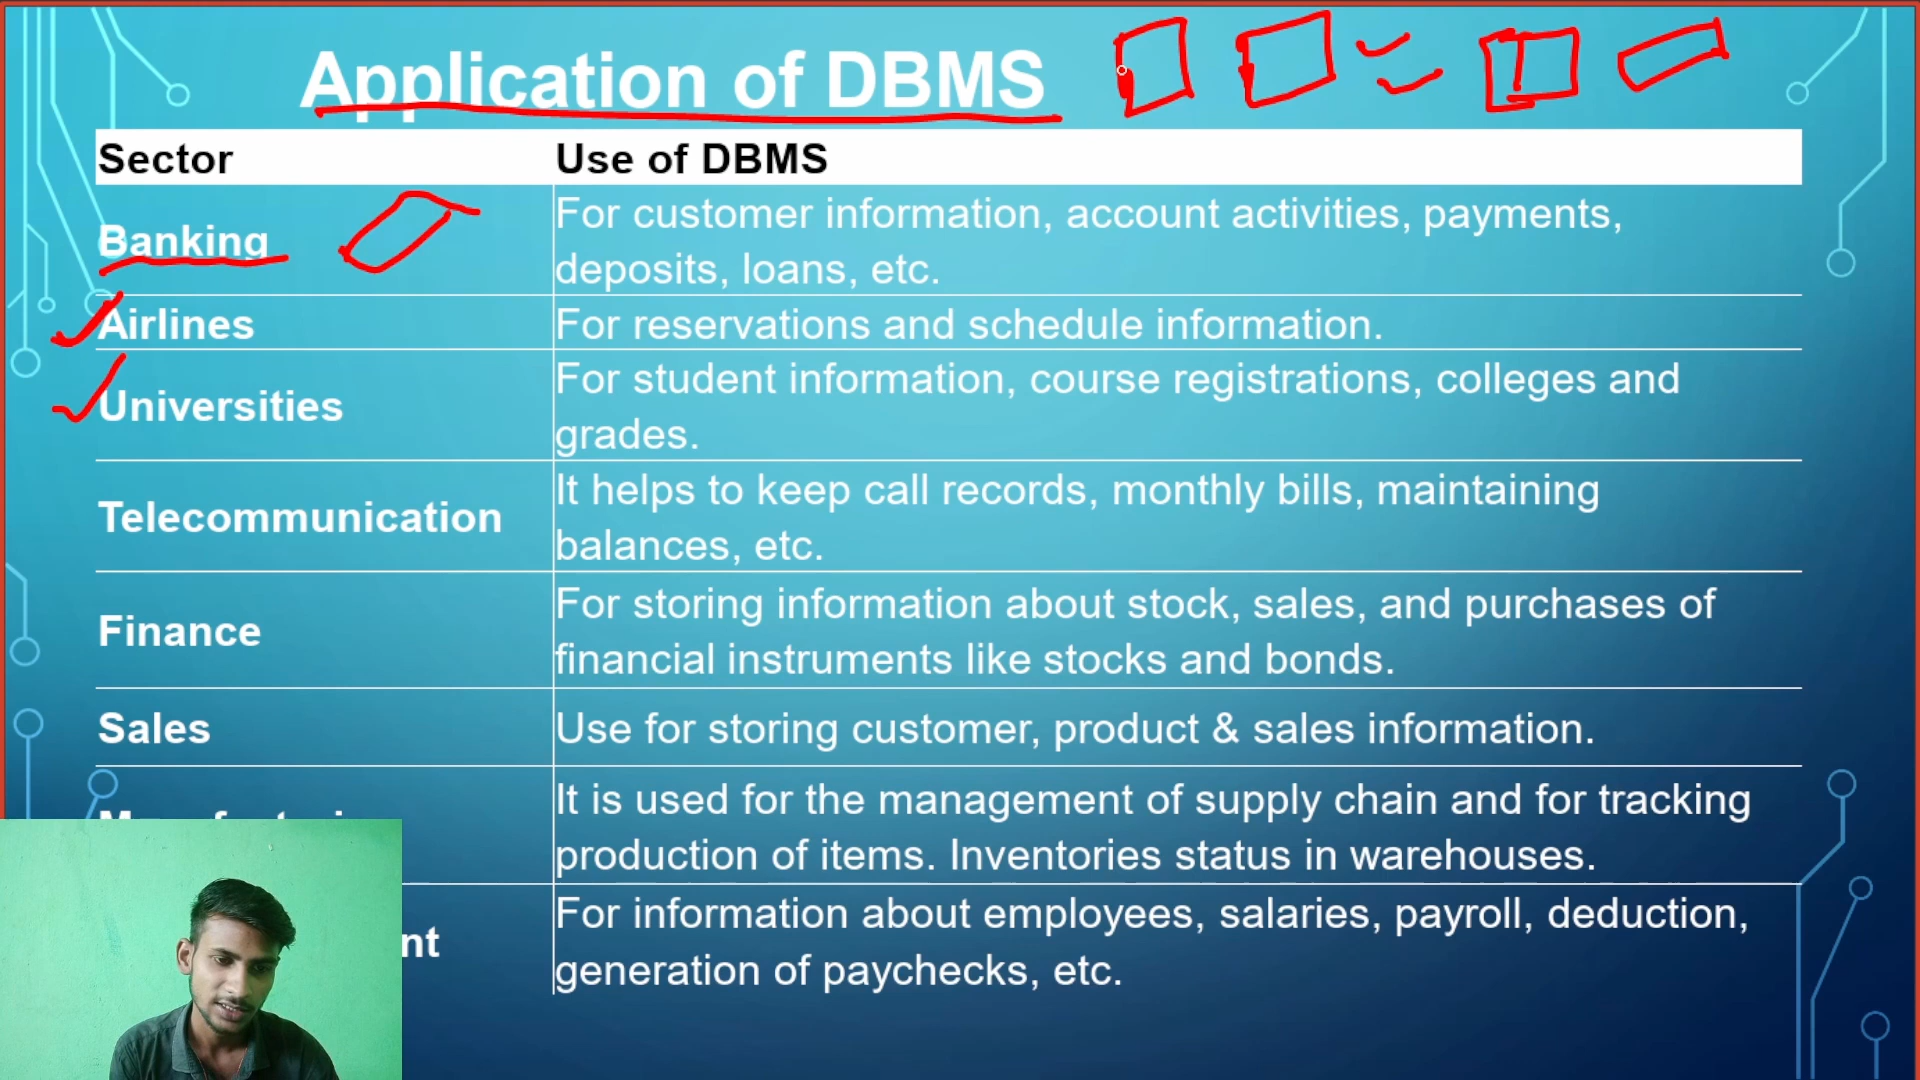 Application of DBMS
Sector Use of DBMS
Banking For customer information, account activities, payments,
deposits, loans, etc.
Airlines For reservations and schedule information.
Universities For student information, course registrations, colleges and
grades.
Telecommunication It helps to keep call records, monthly bills, maintaining
balances, etc.
Finance For storing information about stock, sales, and purchases of
financial instruments like stocks and bonds.
Sales Use for storing customer, product & sales information.
It is used for the management of supply chain and for tracking
production of items. Inventories status in warehouses.
nt For information about employees, salaries, payroll, deduction,
generation of paychecks, etc.